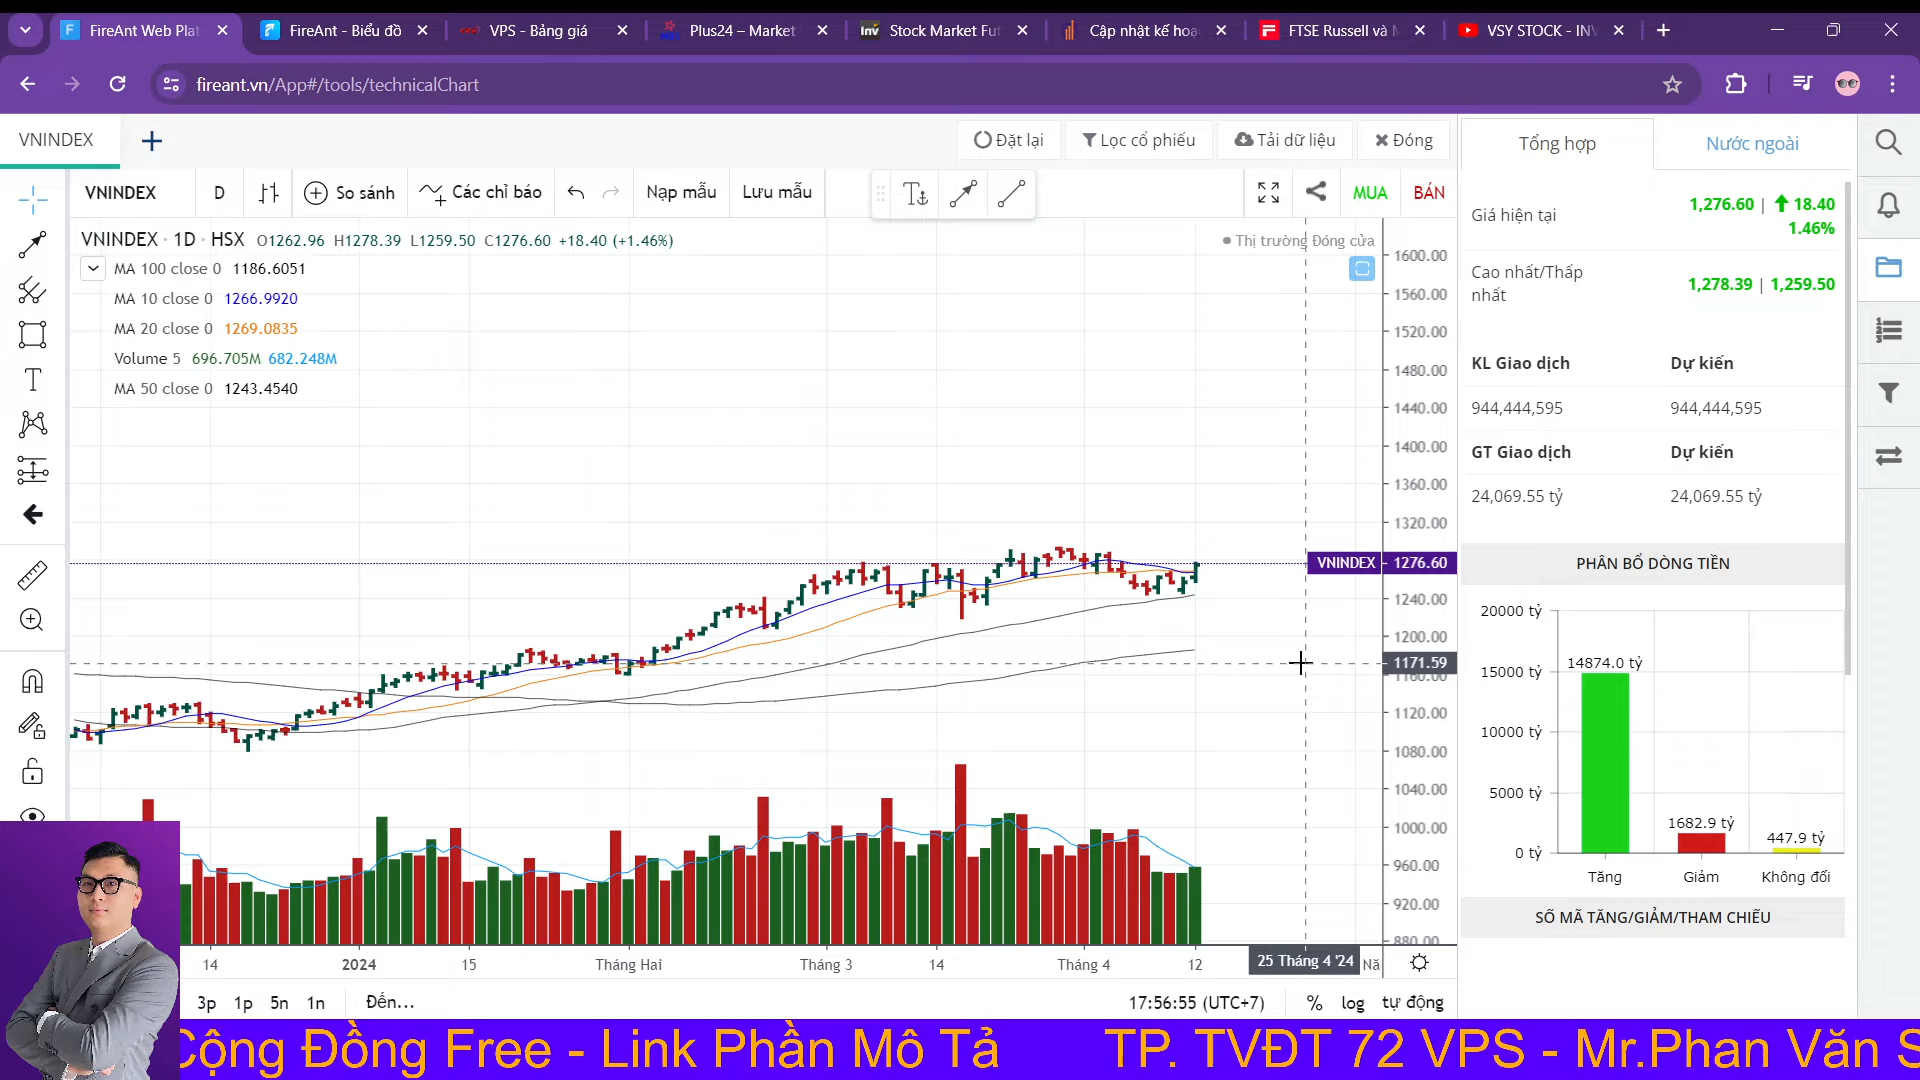 FireAnt Web Plat
FireAnt - Biểu đồ
VPS - Bảng giá
Plus24 – Market
Stock Market Fut
Cập nhật kế hoạ
FTSE Russell và
VSY STOCK - INV
fireant.vn/App#/tools/technicalChart
VNINDEX
Đặt lại
Lọc cổ phiếu
Tải dữ liệu
Đóng
Tổng hợp
Nước ngoài
VNINDEX
D
So sánh
Các chỉ báo
Nạp mẫu
Lưu mẫu
MUA
BÁN
VNINDEX · 1D · HSX O1262.96 H1278.39 L1259.50 C1276.60 +18.40 (+1.46%)
Thị trường Đóng cửa
MA 100 close 0 1186.6051
MA 10 close 0 1266.9920
MA 20 close 0 1269.0835
Volume 5 696.705M 682.248M
MA 50 close 0 1243.4540
1600.00
1560.00
1520.00
1480.00
1440.00
1400.00
1360.00
1320.00
VNINDEX
1276.60
1240.00
1200.00
1171.59
1160.00
1120.00
1080.00
1040.00
1000.00
960.00
920.00
880.00
14
2024
15
Tháng Hai
Tháng 3
14
Tháng 4
12
25 Tháng 4 '24
Nă
3p
1p
5n
1n
Đến...
17:56:55 (UTC+7)
%
log
tự động
Giá hiện tại
1,276.60 | 18.40
1.46%
Cao nhất/Thấp
nhất
1,278.39 | 1,259.50
KL Giao dịch
Dự kiến
944,444,595
944,444,595
GT Giao dịch
Dự kiến
24,069.55 tỷ
24,069.55 tỷ
PHÂN BỔ DÒNG TIỀN
20000 tỷ
15000 tỷ
10000 tỷ
5000 tỷ
0 tỷ
14874.0 tỷ
1682.9 tỷ
447.9 tỷ
Tăng
Giảm
Không đổi
SỐ MÃ TĂNG/GIẢM/THAM CHIẾU
Cộng Đồng Free - Link Phần Mô Tả
TP. TVĐT 72 VPS - Mr.Phan Văn S